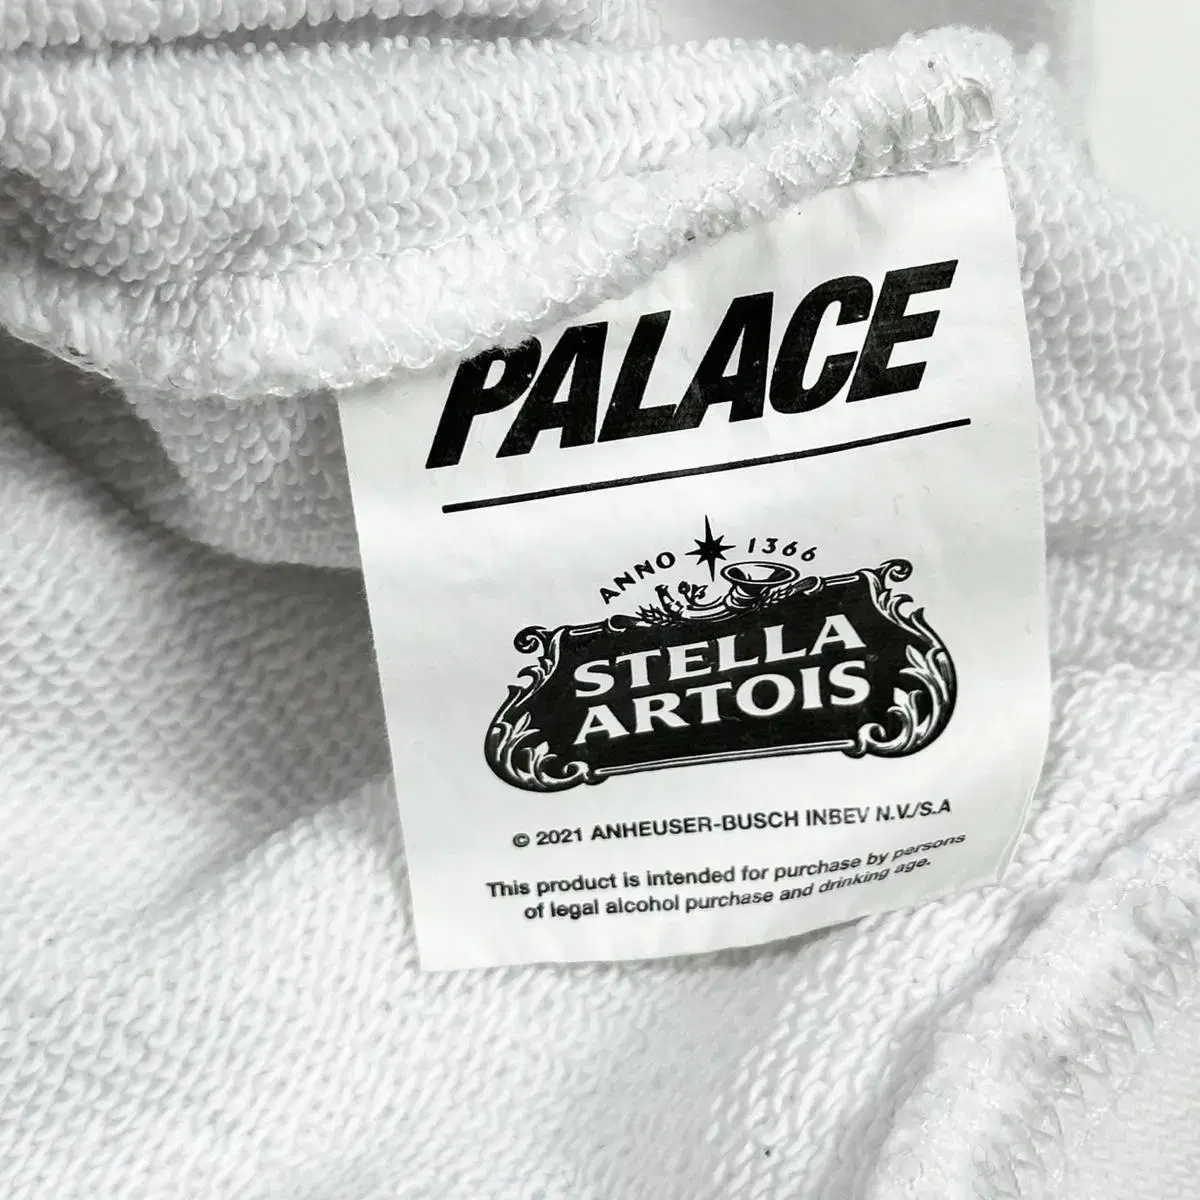 PALACE
ANNO 1366
STELLA
ARTOIS
© 2021 ANHEUSER-BUSCH INBEV N.V./S.A
This product is intended for purchase by persons
of legal alcohol purchase and drinking age.